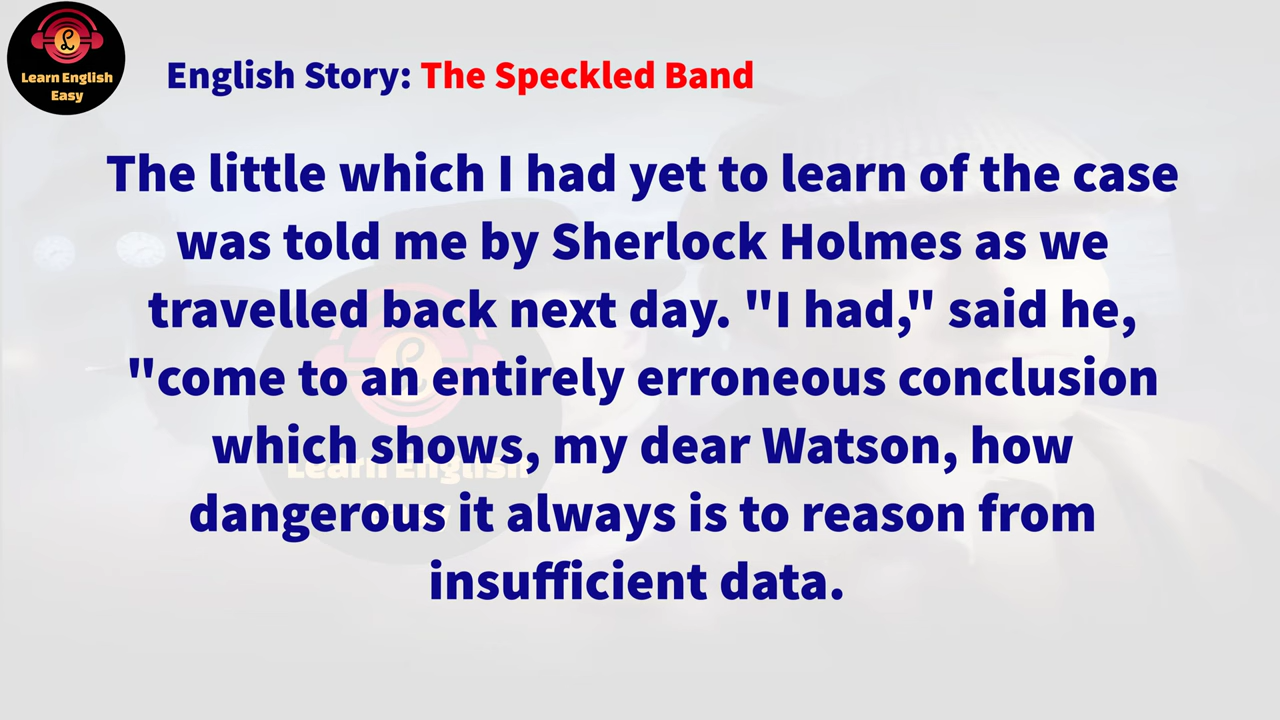 Learn English
Easy
English Story: The Speckled Band
The little which I had yet to learn of the case
was told me by Sherlock Holmes as we
travelled back next day. "I had," said he,
"come to an entirely erroneous conclusion
which shows, my dear Watson, how
dangerous it always is to reason from
insufficient data.
Learn English